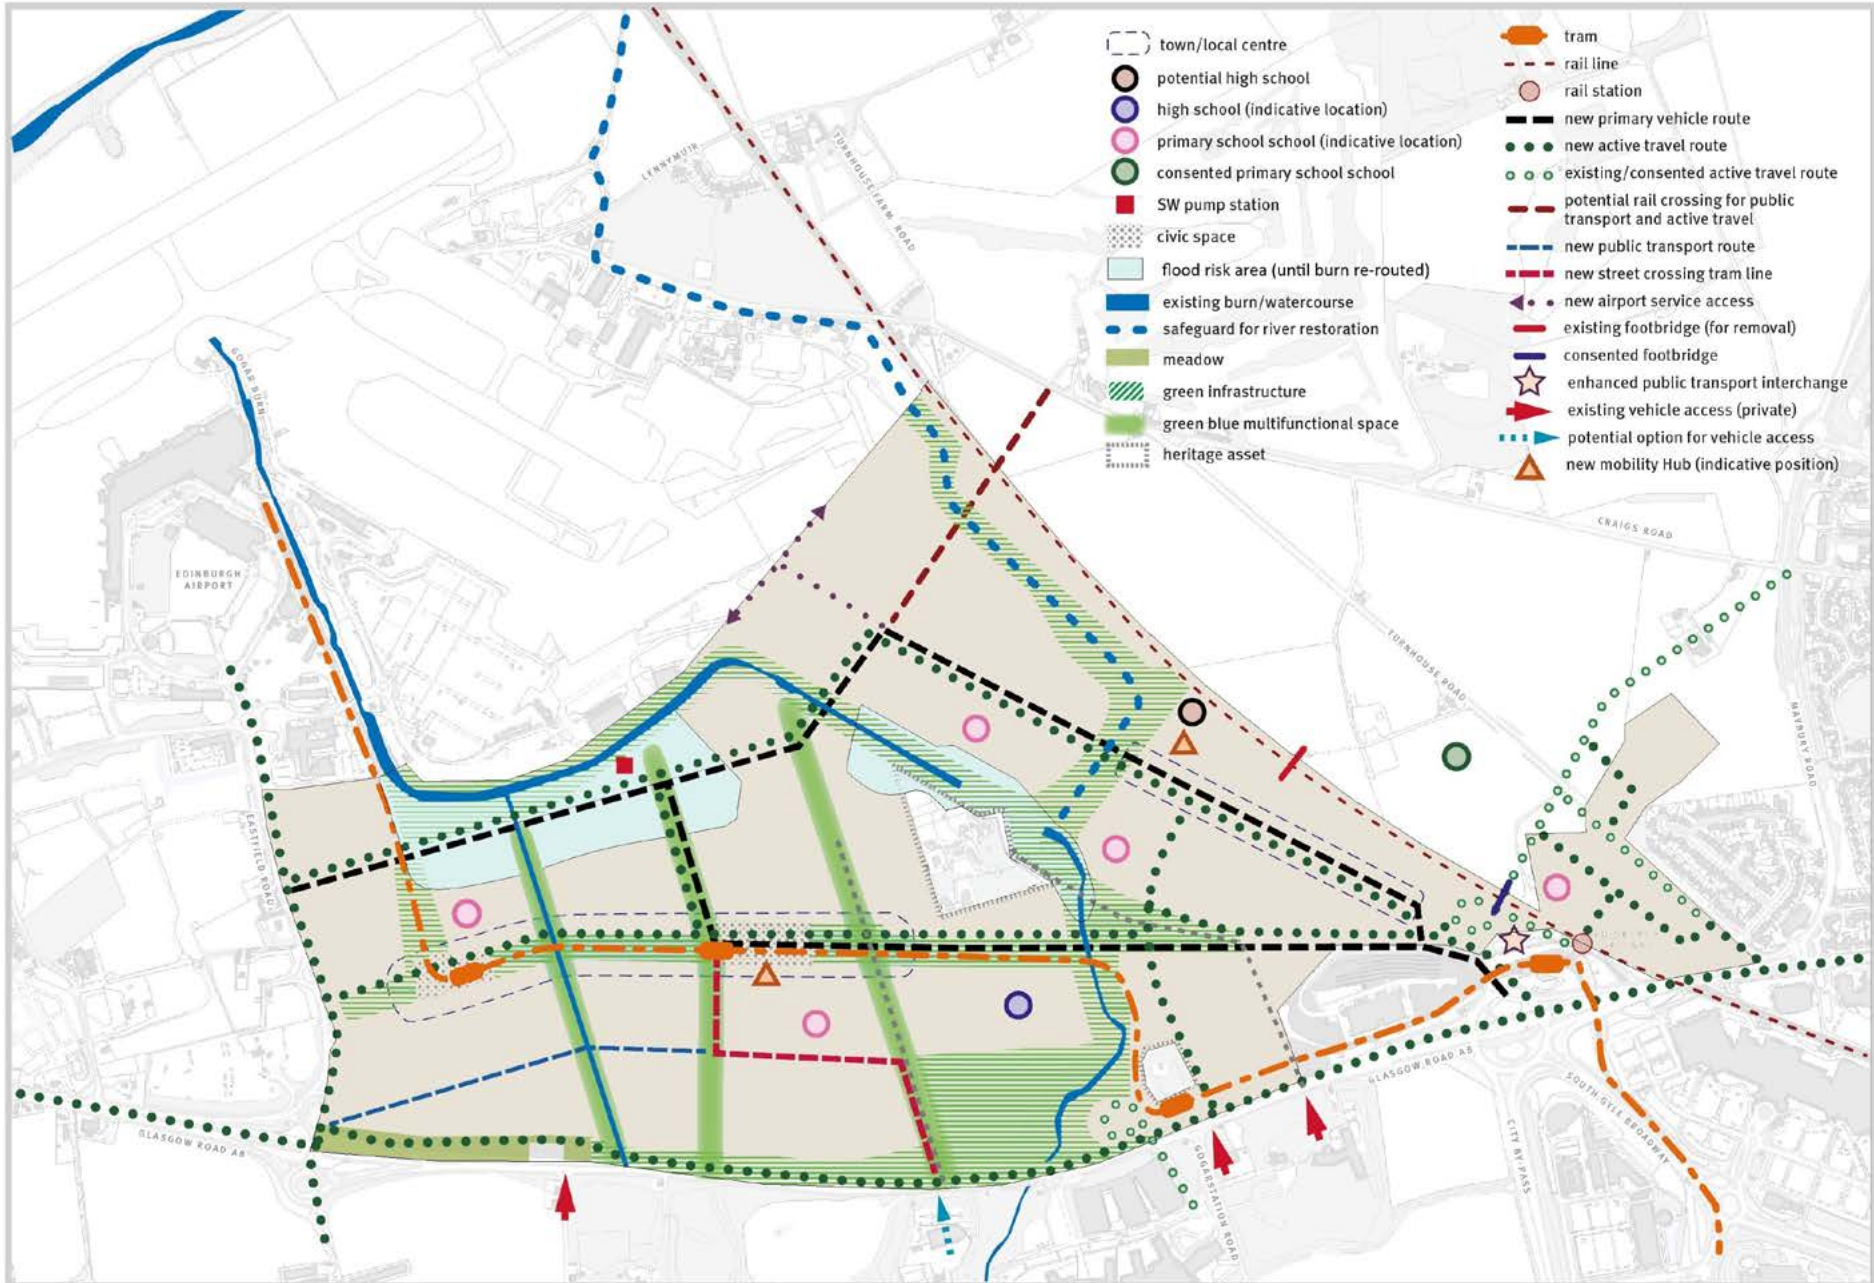 town/local centre
potential high school
high school (indicative location)
primary school school (indicative location)
consented primary school school
SW pump station
civic space
flood risk area (until burn re-routed)
existing burn/watercourse
safeguard for river restoration
meadow
green infrastructure
green blue multifunctional space
heritage asset
tram
rail line
rail station
new primary vehicle route
new active travel route
existing/consented active travel route
potential rail crossing for public
transport and active travel
new public transport route
new street crossing tram line
new airport service access
existing footbridge (for removal)
consented footbridge
enhanced public transport interchange
existing vehicle access (private)
potential option for vehicle access
new mobility Hub (indicative position)
LENNYMUIR
TURNHOUSE FARM ROAD
GOGAR BURN
CRAIGS ROAD
EDINBURGH
AIRPORT
TURNHOUSE ROAD
MAYBURY ROAD
EASTFIELD ROAD
GLASGOW ROAD A8
GLASGOW ROAD A8
SOUTH GYLE BROADWAY
CITY BY-PASS
GOGARSTATION ROAD